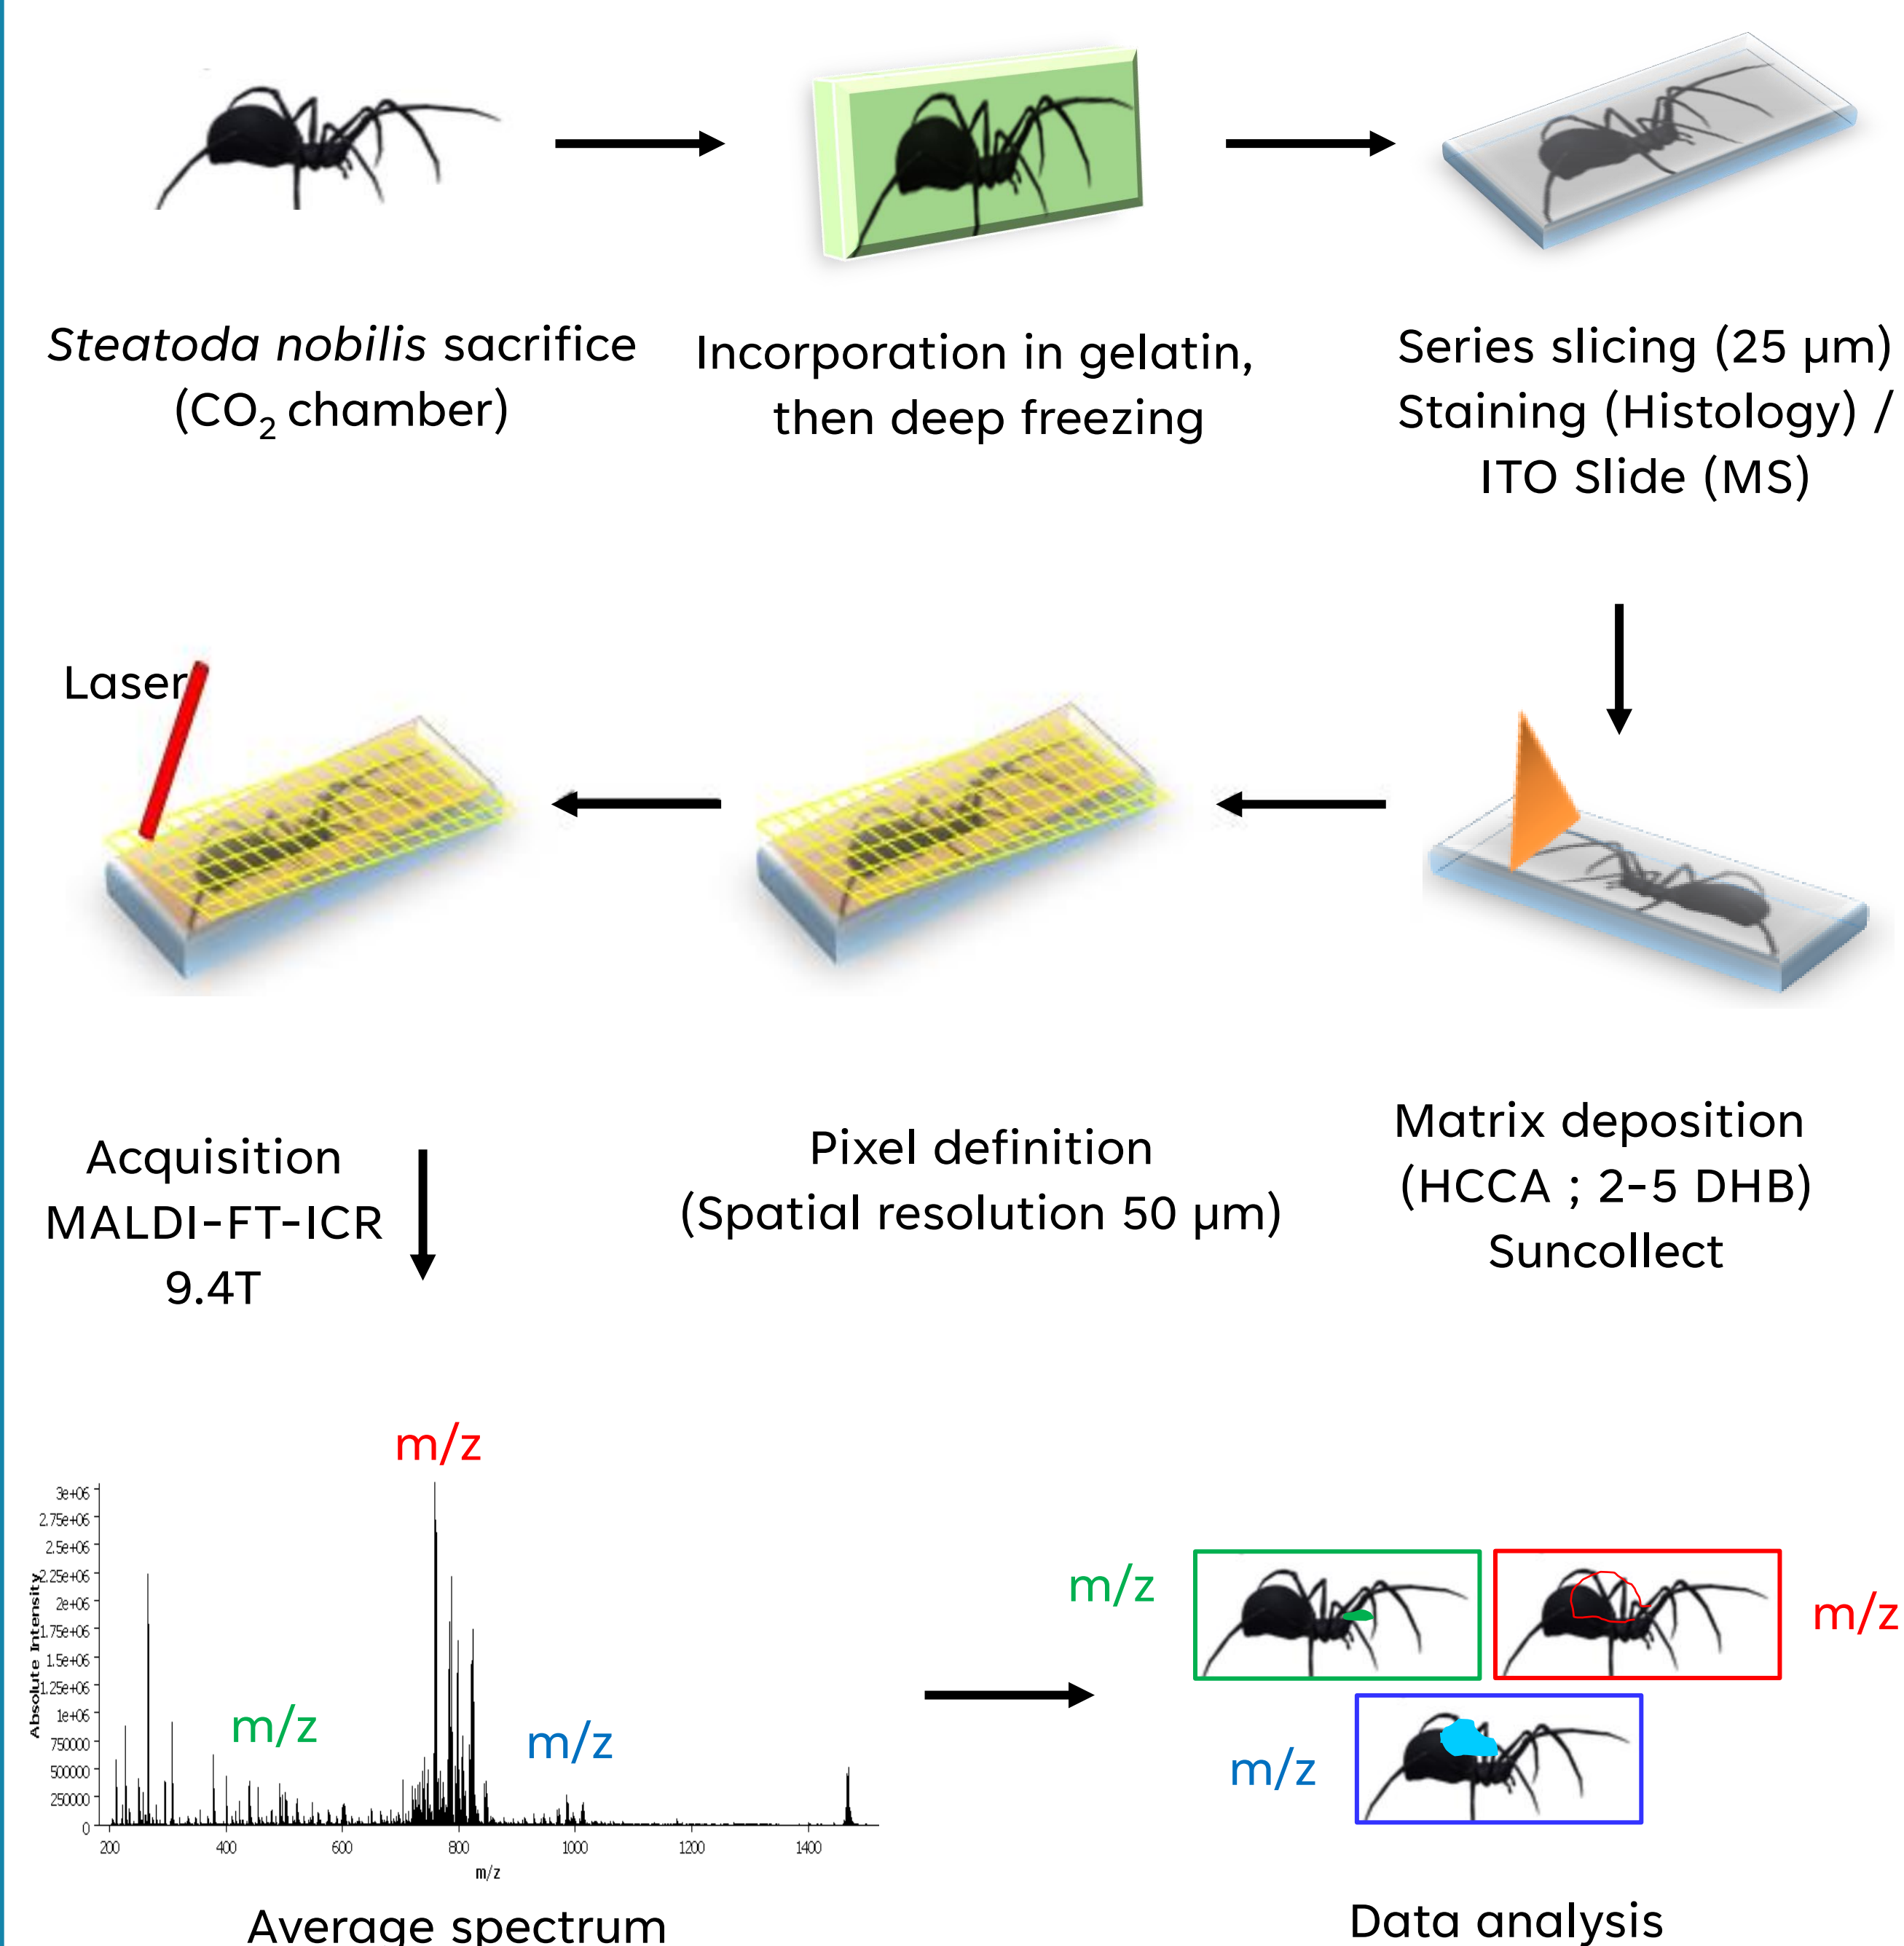 Steatoda nobilis sacrifice
(CO₂ chamber)
Incorporation in gelatin,
then deep freezing
Series slicing (25 µm)
Staining (Histology) /
ITO Slide (MS)
Laser
Acquisition
MALDI-FT-ICR
9.4T
Pixel definition
(Spatial resolution 50 µm)
Matrix deposition
(HCCA ; 2-5 DHB)
Suncollect
m/z
m/z
m/z
Absolute Intensity
3e+06
2.75e+06
2.5e+06
2.25e+06
2e+06
1.75e+06
1.5e+06
1.25e+06
1e+06
750000
500000
250000
0
200 400 600 800 1000 1200 1400
m/z
Average spectrum
m/z
m/z
m/z
Data analysis